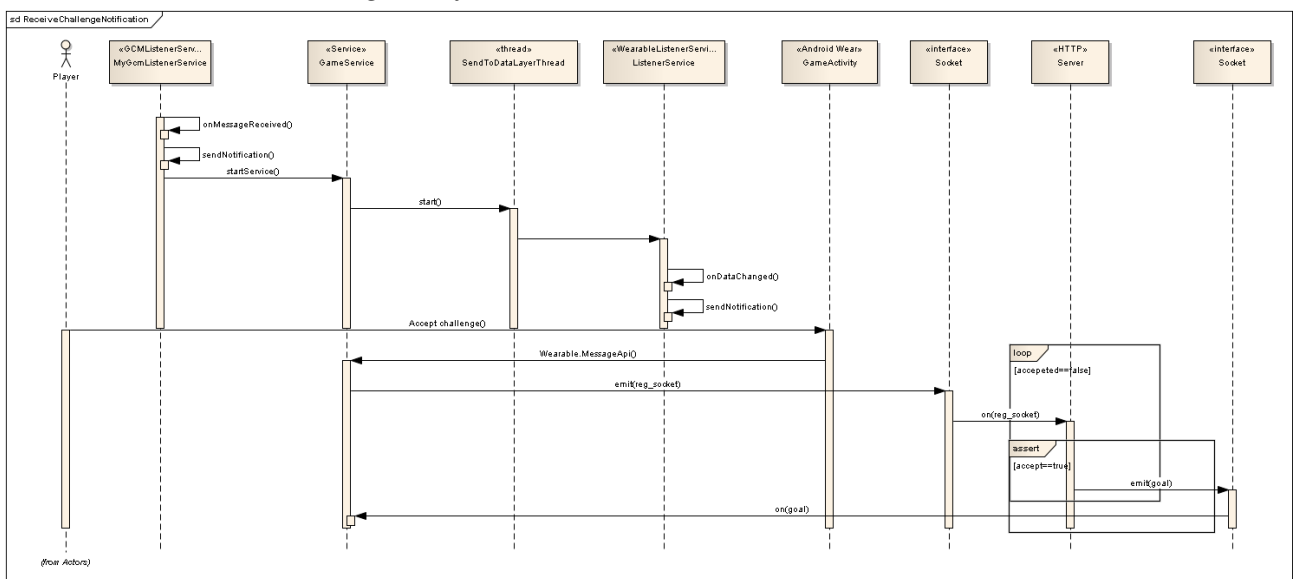 sd ReceiveChallengeNotification
Player
«GCMListenerServ...
MyGcmListenerService
«Service»
GameService
«thread»
SendToDataLayerThread
«WearableListenerServi...
ListenerService
«Android Wear»
GameActivity
«interface»
Socket
«HTTP»
Server
«interface»
Socket
onMessageReceived()
sendNotification()
startService()
start()
onDataChanged()
sendNotification()
Accept challenge()
Wearable.MessageApi()
loop
[accepeted==false]
emit(reg_socket)
on(reg_socket)
assert
[accept==true]
emit(goal)
on(goal)
(from Actors)